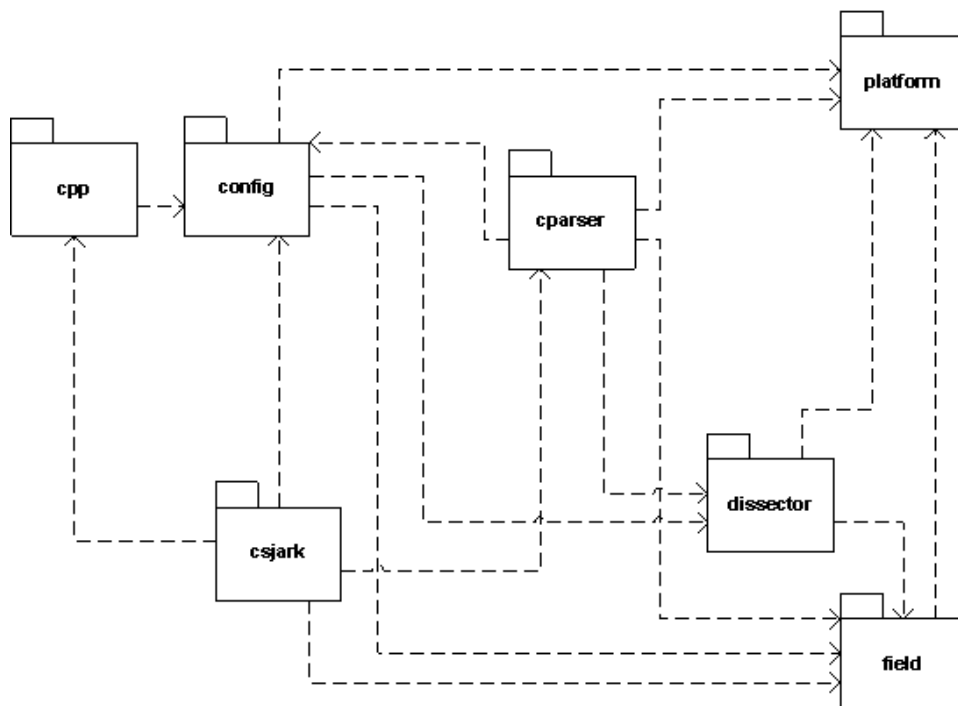 platform
cpp
config
cparser
dissector
csjark
field